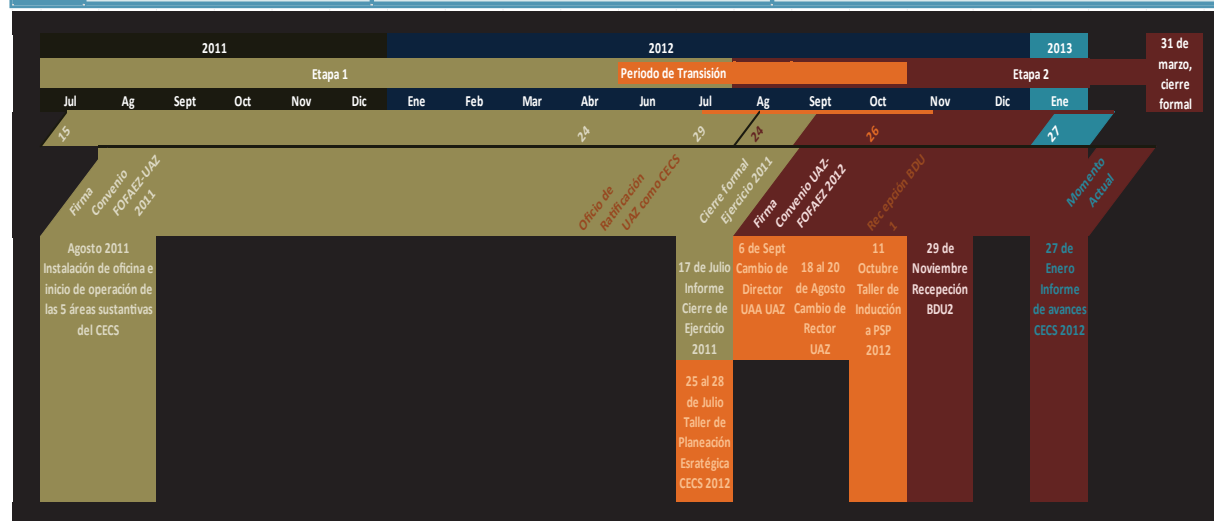 2011
2012
2013
31 de
marzo,
cierre
formal
Etapa 1
Periodo de Transisión
Etapa 2
Jul
Ag
Sept
Oct
Nov
Dic
Ene
Feb
Mar
Abr
Jun
Jul
Ag
Sept
Oct
Nov
Dic
Ene
15
24
29
24
26
27
Firma
Convenio
FOFAEZ-UAZ
2011
Oficio de
Ratificación
UAZ como CECS
Cierre formal
Ejercicio 2011
Firma
Convenio UAZ-
FOFAEZ 2012
Rec epción BDU
1
Momento
Actual
Agosto 2011
Instalación de oficina e
inicio de operación de
las 5 áreas sustantivas
del CECS
17 de Julio
Informe
Cierre de
Ejercicio
2011
25 al 28
de Julio
Taller de
Planeación
Esratégica
CECS 2012
6 de Sept
Cambio de
Director
UAA UAZ
18 al 20
de Agosto
Cambio de
Rector
UAZ
11
Octubre
Taller de
Inducción
a PSP
2012
29 de
Noviembre
Recepeción
BDU2
27 de
Enero
Informe
de avances
CECS 2012